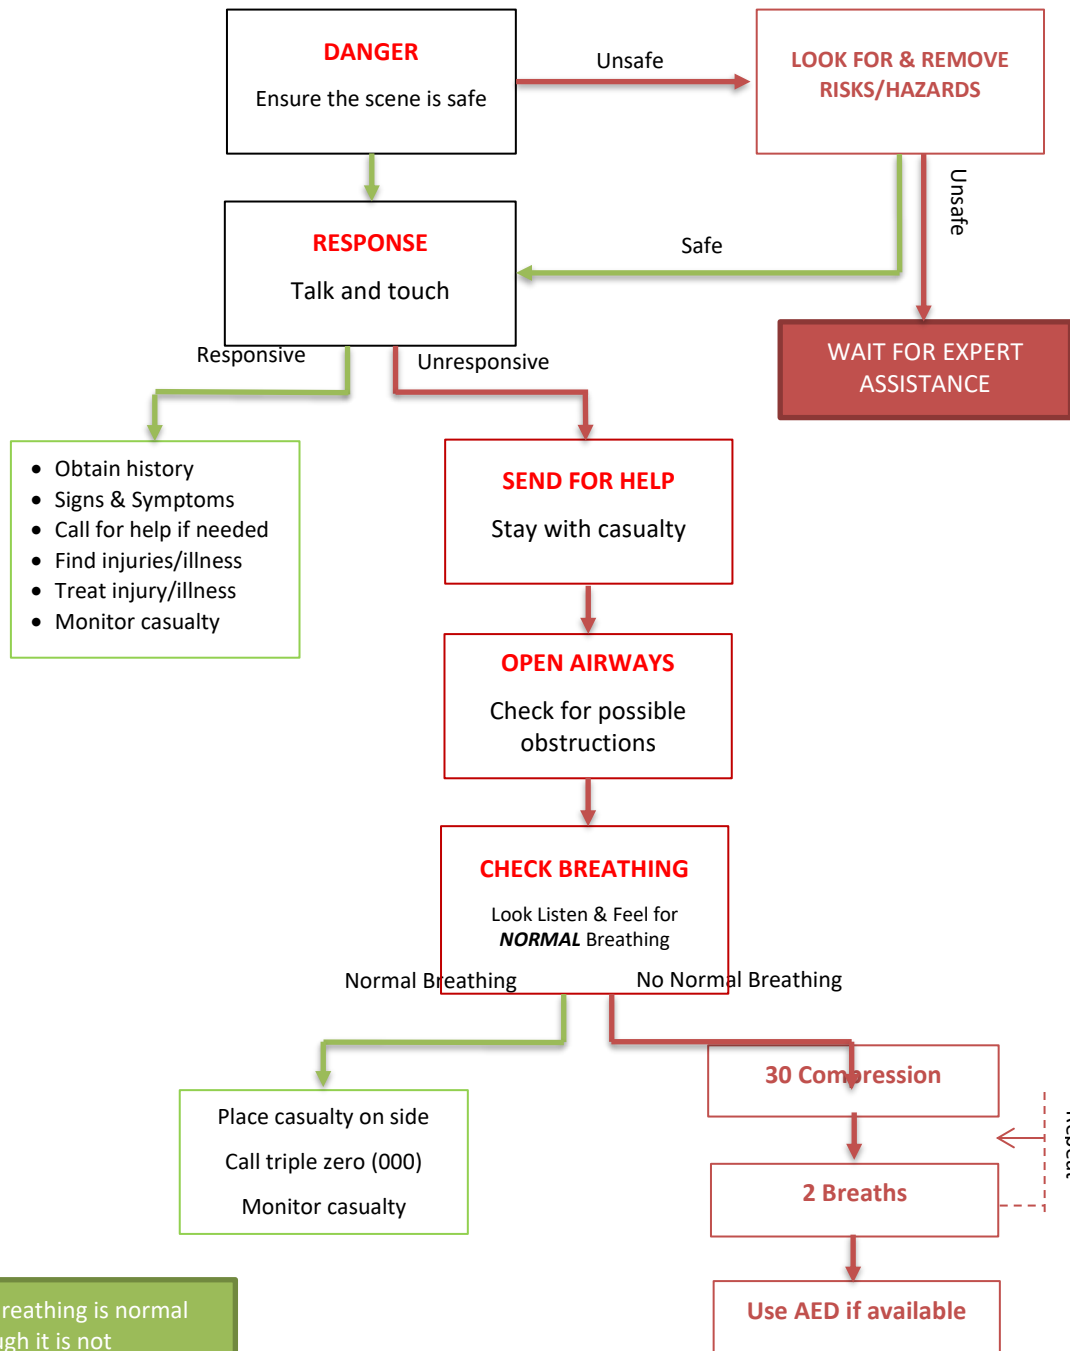 DANGER
Ensure the scene is safe
Unsafe
LOOK FOR & REMOVE
RISKS/HAZARDS
Unsafe
RESPONSE
Talk and touch
Safe
WAIT FOR EXPERT
ASSISTANCE
Responsive
Unresponsive
• Obtain history
• Signs & Symptoms
• Call for help if needed
• Find injuries/illness
• Treat injury/illness
• Monitor casualty
SEND FOR HELP
Stay with casualty
OPEN AIRWAYS
Check for possible
obstructions
CHECK BREATHING
Look Listen & Feel for
NORMAL Breathing
Normal Breathing
No Normal Breathing
Place casualty on side
Call triple zero (000)
Monitor casualty
30 Compression
Repeat
2 Breaths
Use AED if available
reathing is normal
ugh it is not